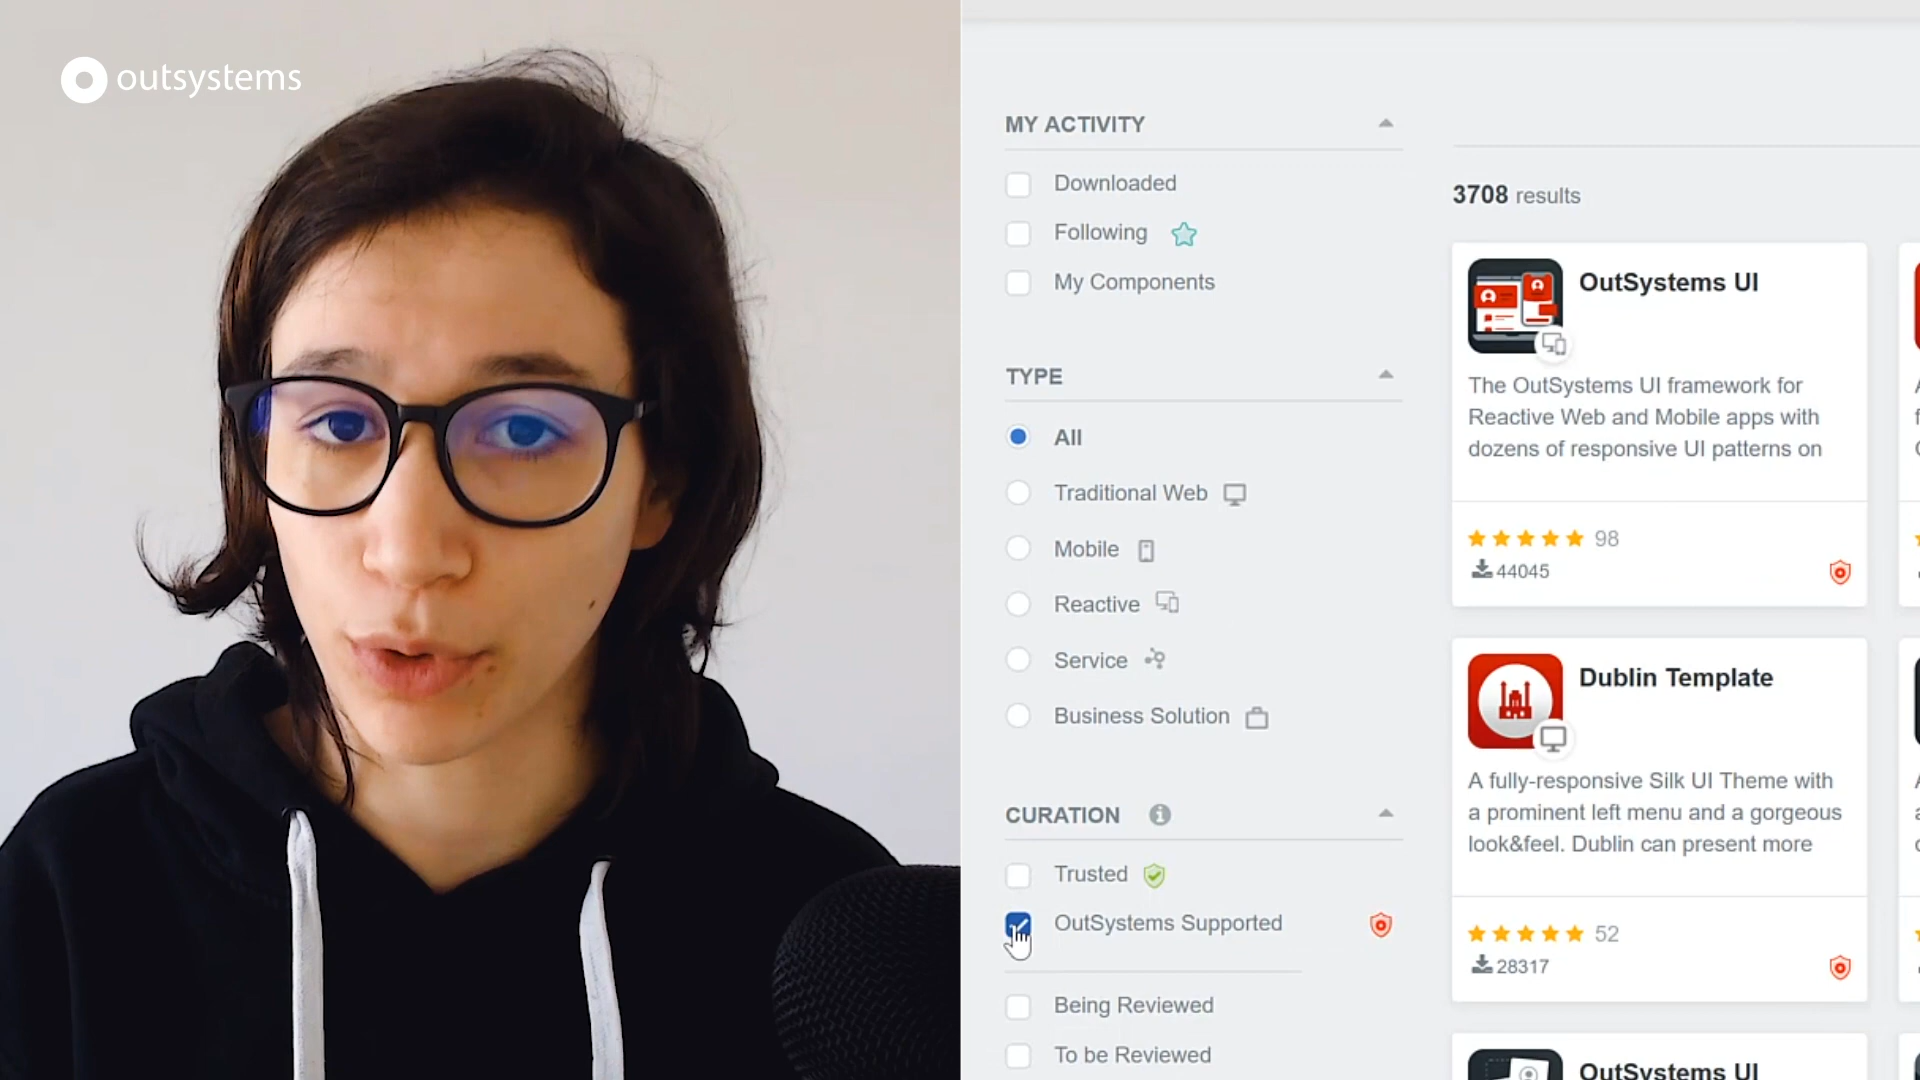 outsystems
MY ACTIVITY
Downloaded
Following
My Components
TYPE
All
Traditional Web
Mobile
Reactive
Service
Business Solution
CURATION
Trusted
OutSystems Supported
Being Reviewed
To be Reviewed
3708 results
OutSystems UI
The OutSystems UI framework for
Reactive Web and Mobile apps with
dozens of responsive UI patterns on
98
44045
Dublin Template
A fully-responsive Silk UI Theme with
a prominent left menu and a gorgeous
look&feel. Dublin can present more
52
28317
OutSystems UI